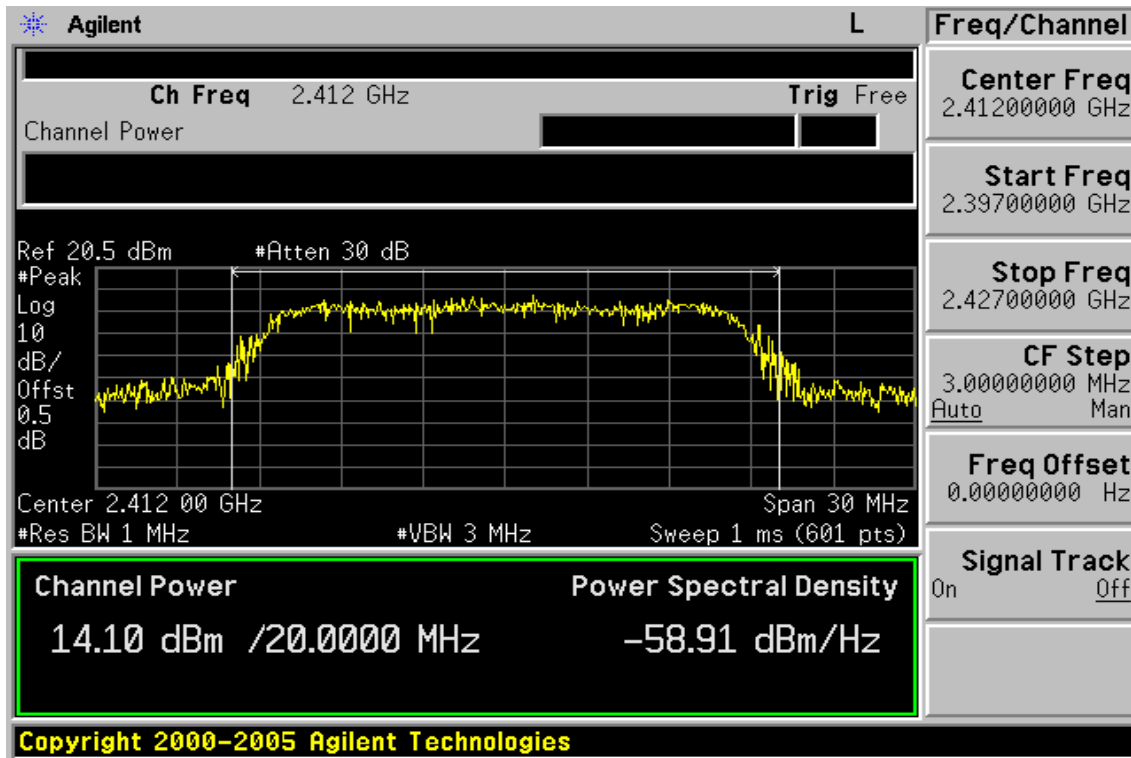 Agilent L
Ch Freq 2.412 GHz Trig Free
Channel Power
Ref 20.5 dBm #Atten 30 dB
#Peak
Log
10
dB/
Offst
0.5
dB
Center 2.412 00 GHz Span 30 MHz
#Res BW 1 MHz #VBW 3 MHz Sweep 1 ms (601 pts)
Channel Power Power Spectral Density
14.10 dBm /20.0000 MHz -58.91 dBm/Hz
Copyright 2000-2005 Agilent Technologies
Freq/Channel
Center Freq
2.41200000 GHz
Start Freq
2.39700000 GHz
Stop Freq
2.42700000 GHz
CF Step
3.00000000 MHz
Auto Man
Freq Offset
0.00000000 Hz
Signal Track
On Off